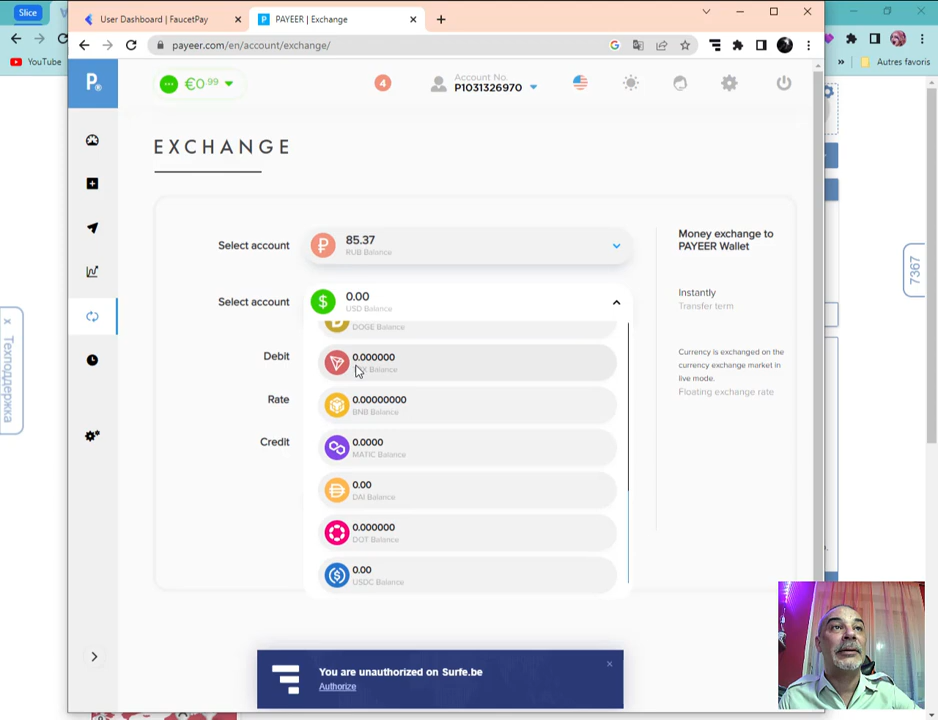 Slice
User Dashboard | FaucetPay
PAYEER | Exchange
payeer.com/en/account/exchange/
YouTube
Autres favoris
P®
€0.99
4
Account No.
P1031326970
EXCHANGE
Select account
85.37
RUB Balance
Select account
0.00
USD Balance
DOGE Balance
Debit
0.000000
Balance
Rate
0.00000000
BNB Balance
Credit
0.0000
MATIC Balance
0.00
DAI Balance
0.000000
DOT Balance
0.00
USDC Balance
Money exchange to
PAYEER Wallet
Instantly
Transfer term
Currency is exchanged on the
currency exchange market in
live mode.
Floating exchange rate
7367
x Техподдержка
You are unauthorized on Surfe.be
Authorize